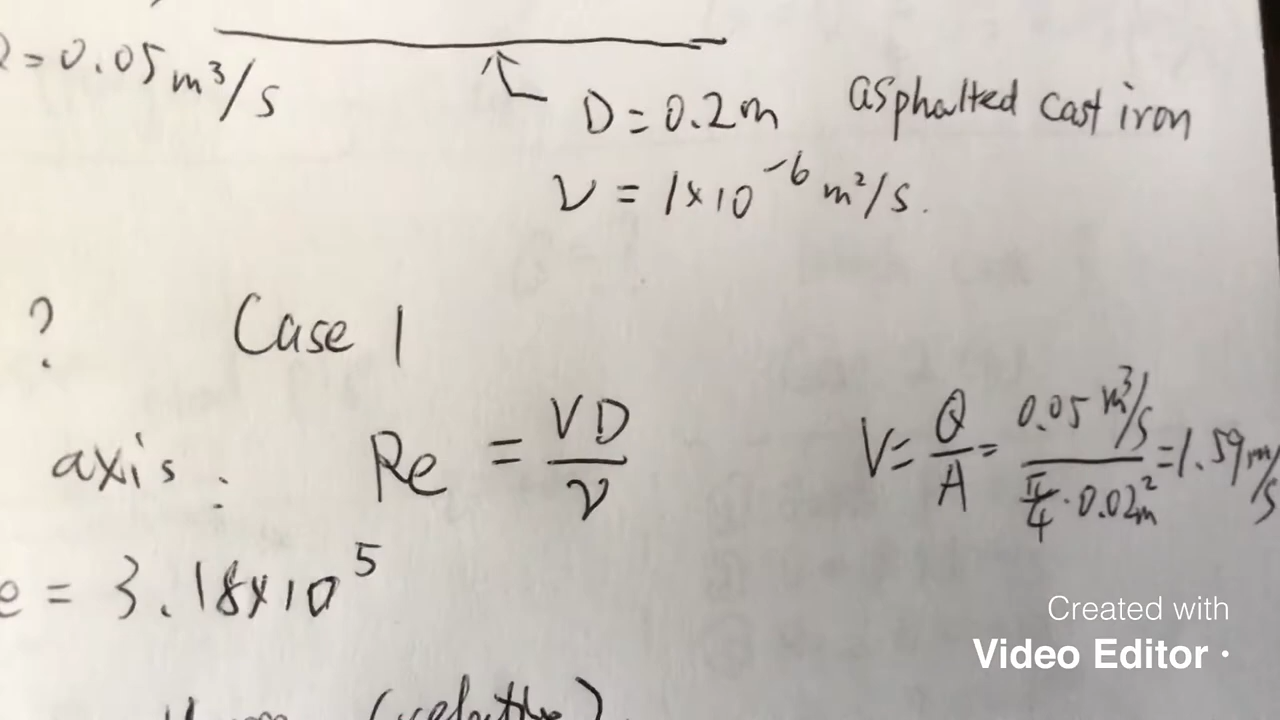 = 0.05 m³/s
D = 0.2m asphalted cast iron
ν = 1×10⁻⁶ m²/s.
? Case 1
axis: Re = VD/ν V = Q/A = 0.05 m³/s / π/4 · 0.02m² = 1.59 m/s
e = 3.18×10⁵
Created with
Video Editor ·